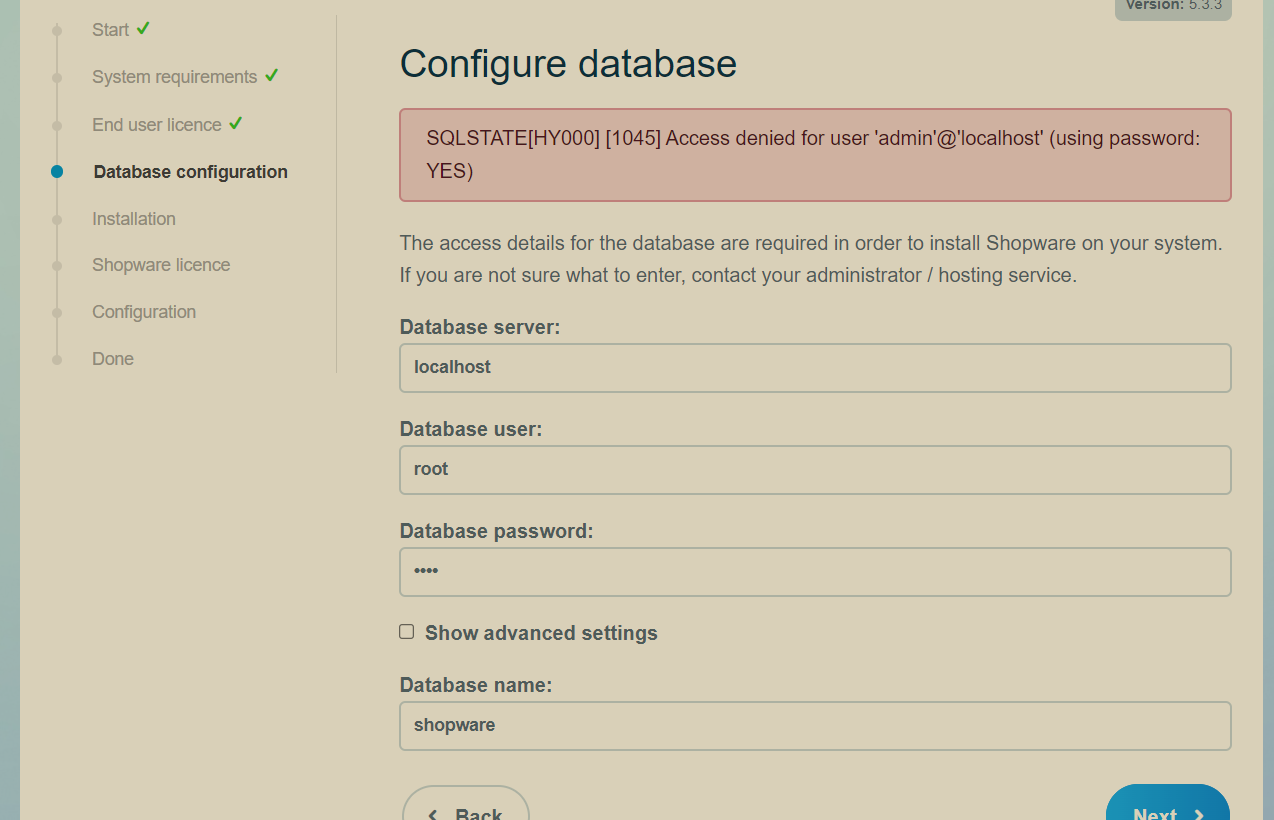 Version: 5.3.3
Start
System requirements
End user licence
Database configuration
Installation
Shopware licence
Configuration
Done
Configure database
SQLSTATE[HY000] [1045] Access denied for user 'admin'@'localhost' (using password:
YES)
The access details for the database are required in order to install Shopware on your system.
If you are not sure what to enter, contact your administrator / hosting service.
Database server:
localhost
Database user:
root
Database password:
••••
Show advanced settings
Database name:
shopware
Back
Next